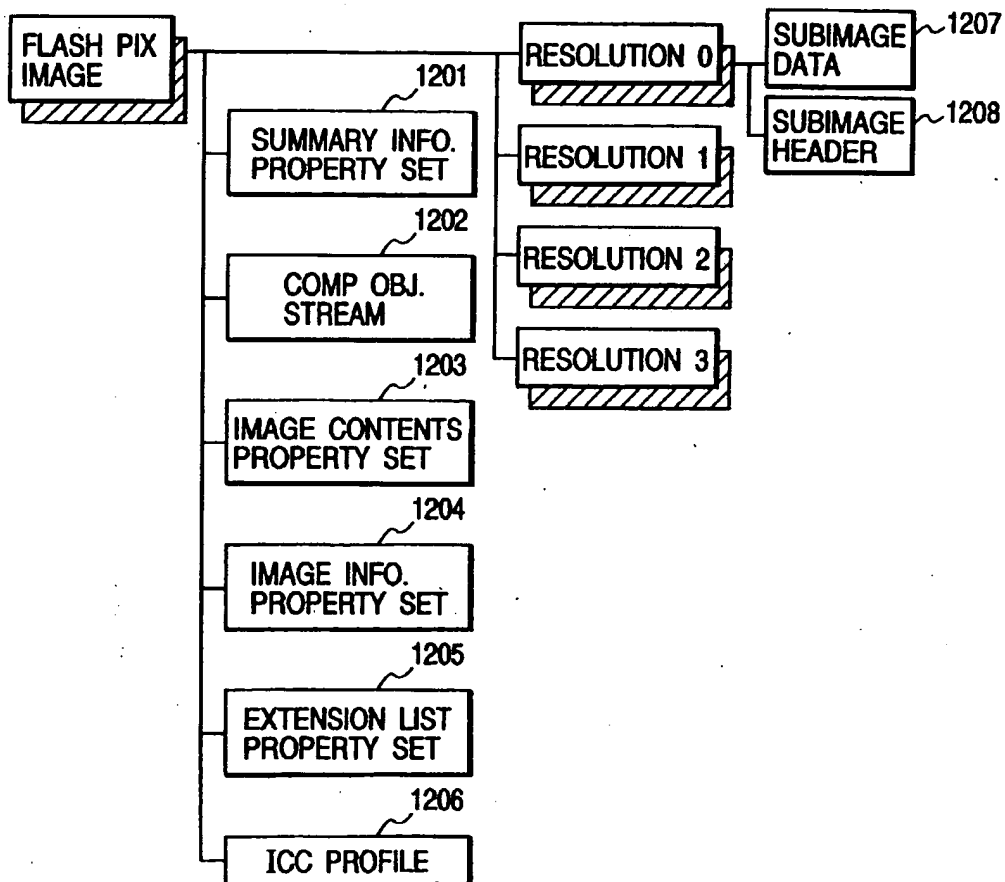 FLASH PIX
IMAGE
1201
SUMMARY INFO.
PROPERTY SET
1202
COMP OBJ.
STREAM
1203
IMAGE CONTENTS
PROPERTY SET
1204
IMAGE INFO.
PROPERTY SET
1205
EXTENSION LIST
PROPERTY SET
1206
ICC PROFILE
RESOLUTION 0
RESOLUTION 1
RESOLUTION 2
RESOLUTION 3
SUBIMAGE
DATA
1207
SUBIMAGE
HEADER
1208